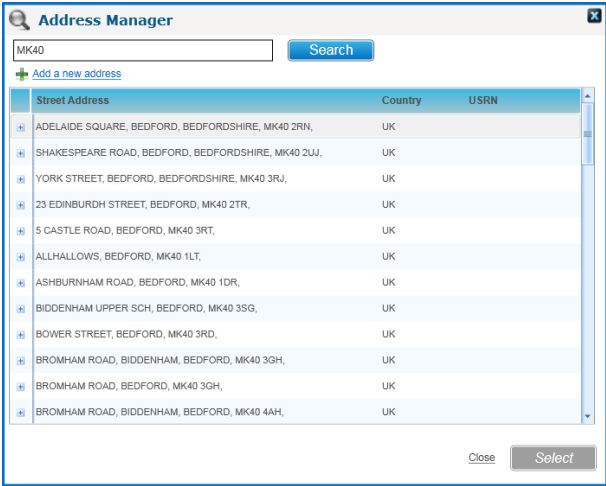 Address Manager
MK40
Search
Add a new address
Street Address Country USRN
ADELAIDE SQUARE, BEDFORD, BEDFORDSHIRE, MK40 2RN, UK
SHAKESPEARE ROAD, BEDFORD, BEDFORDSHIRE, MK40 2UJ, UK
YORK STREET, BEDFORD, BEDFORDSHIRE, MK40 3RJ, UK
23 EDINBURDH STREET, BEDFORD, MK40 2TR, UK
5 CASTLE ROAD, BEDFORD, MK40 3RT, UK
ALLHALLOWS, BEDFORD, MK40 1LT, UK
ASHBURNHAM ROAD, BEDFORD, MK40 1DR, UK
BIDDENHAM UPPER SCH, BEDFORD, MK40 3SG, UK
BOWER STREET, BEDFORD, MK40 3RD, UK
BROMHAM ROAD, BIDDENHAM, BEDFORD, MK40 3GH, UK
BROMHAM ROAD, BEDFORD, MK40 3GH, UK
BROMHAM ROAD, BIDDENHAM, BEDFORD, MK40 4AH, UK
Close Select